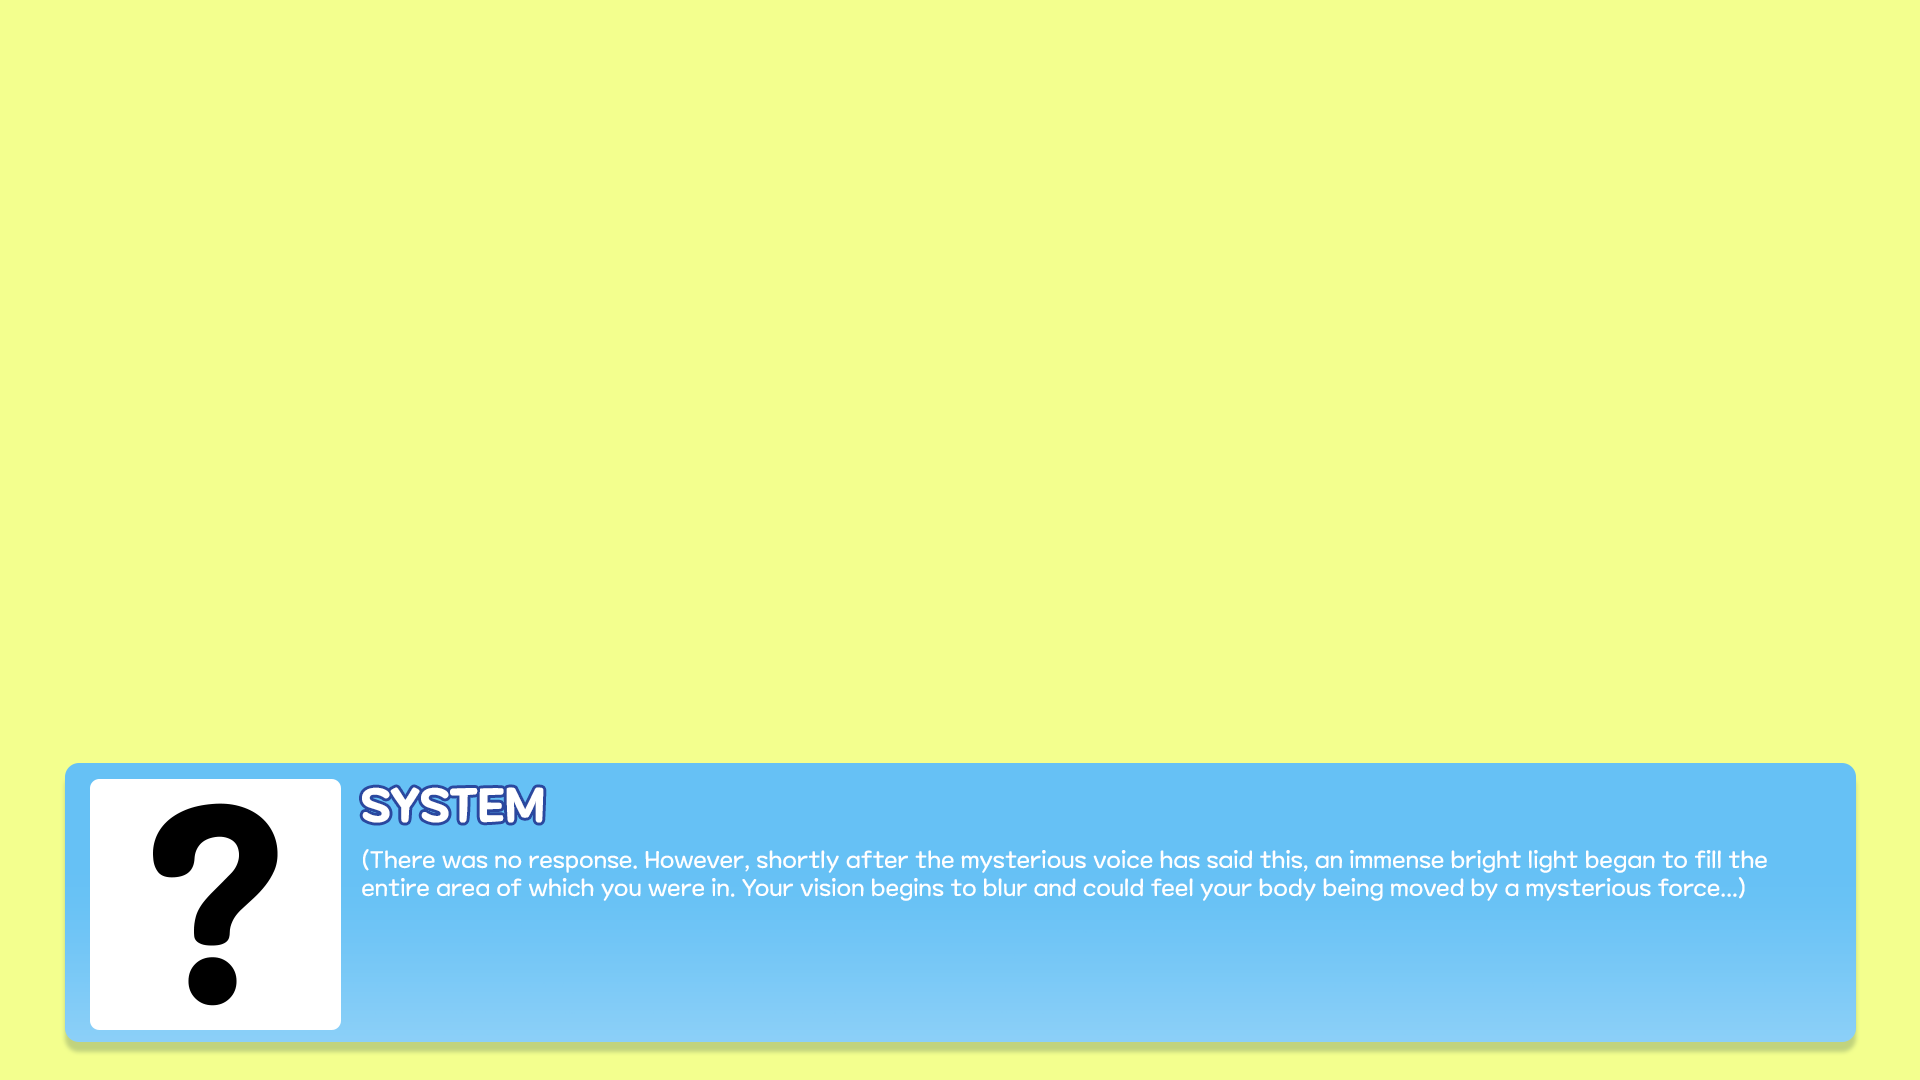 SYSTEM
(There was no response. However, shortly after the mysterious voice has said this, an immense bright light began to fill the
entire area of which you were in. Your vision begins to blur and could feel your body being moved by a mysterious force...)
?